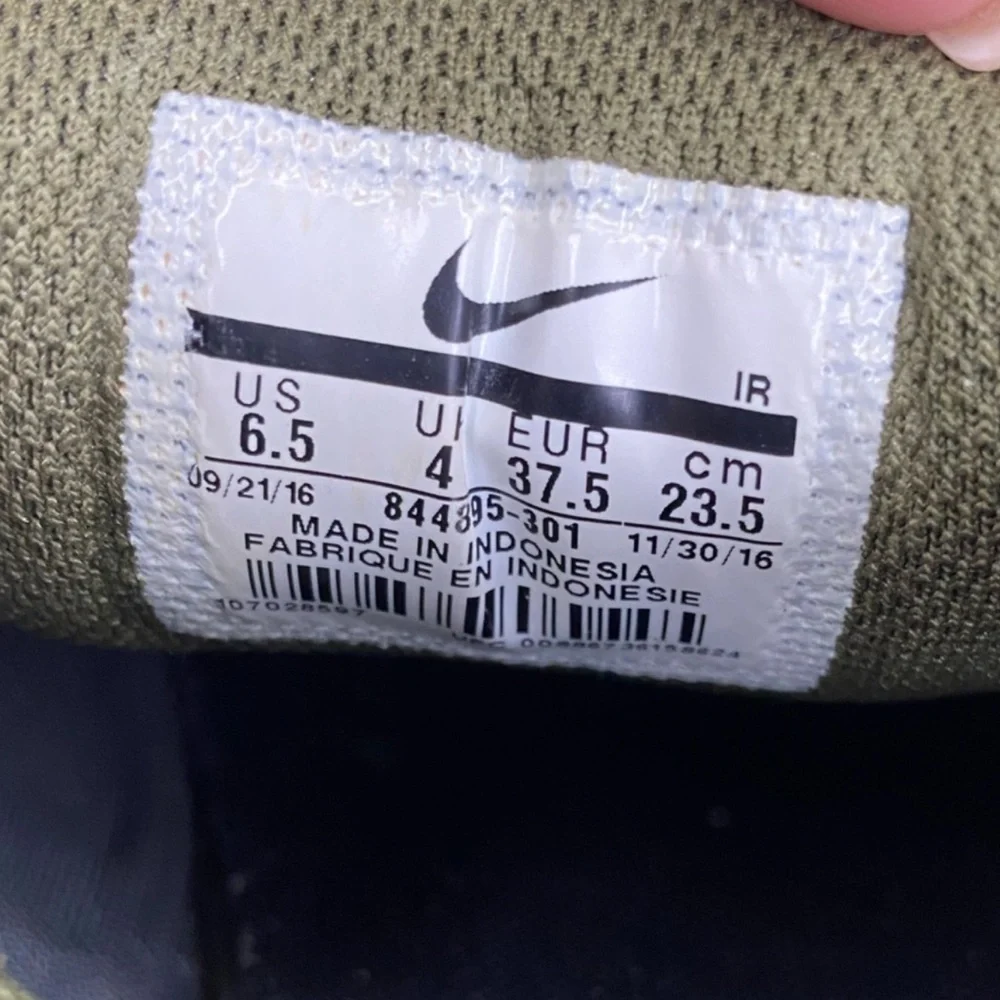 IR
US UK EUR cm
6.5 4 37.5 23.5
09/21/16 844895-301 11/30/16
MADE IN INDONESIA
FABRIQUE EN INDONESIE